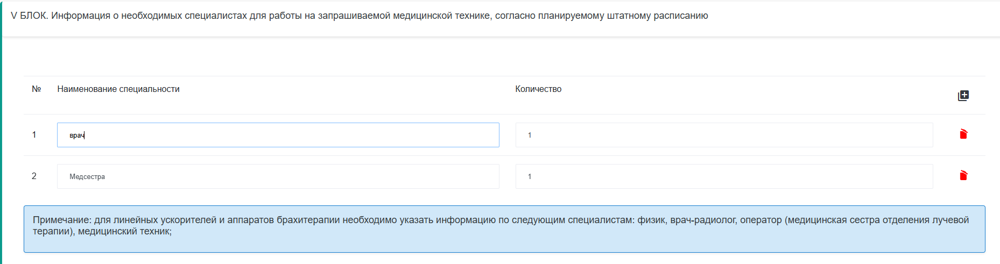 V БЛОК. Информация о необходимых специалистах для работы на запрашиваемой медицинской технике, согласно планируемому штатному расписанию
№ Наименование специальности Количество
1 врач 1
2 Медсестра 1
Примечание: для линейных ускорителей и аппаратов брахитерапии необходимо указать информацию по следующим специалистам: физик, врач-радиолог, оператор (медицинская сестра отделения лучевой
терапии), медицинский техник;